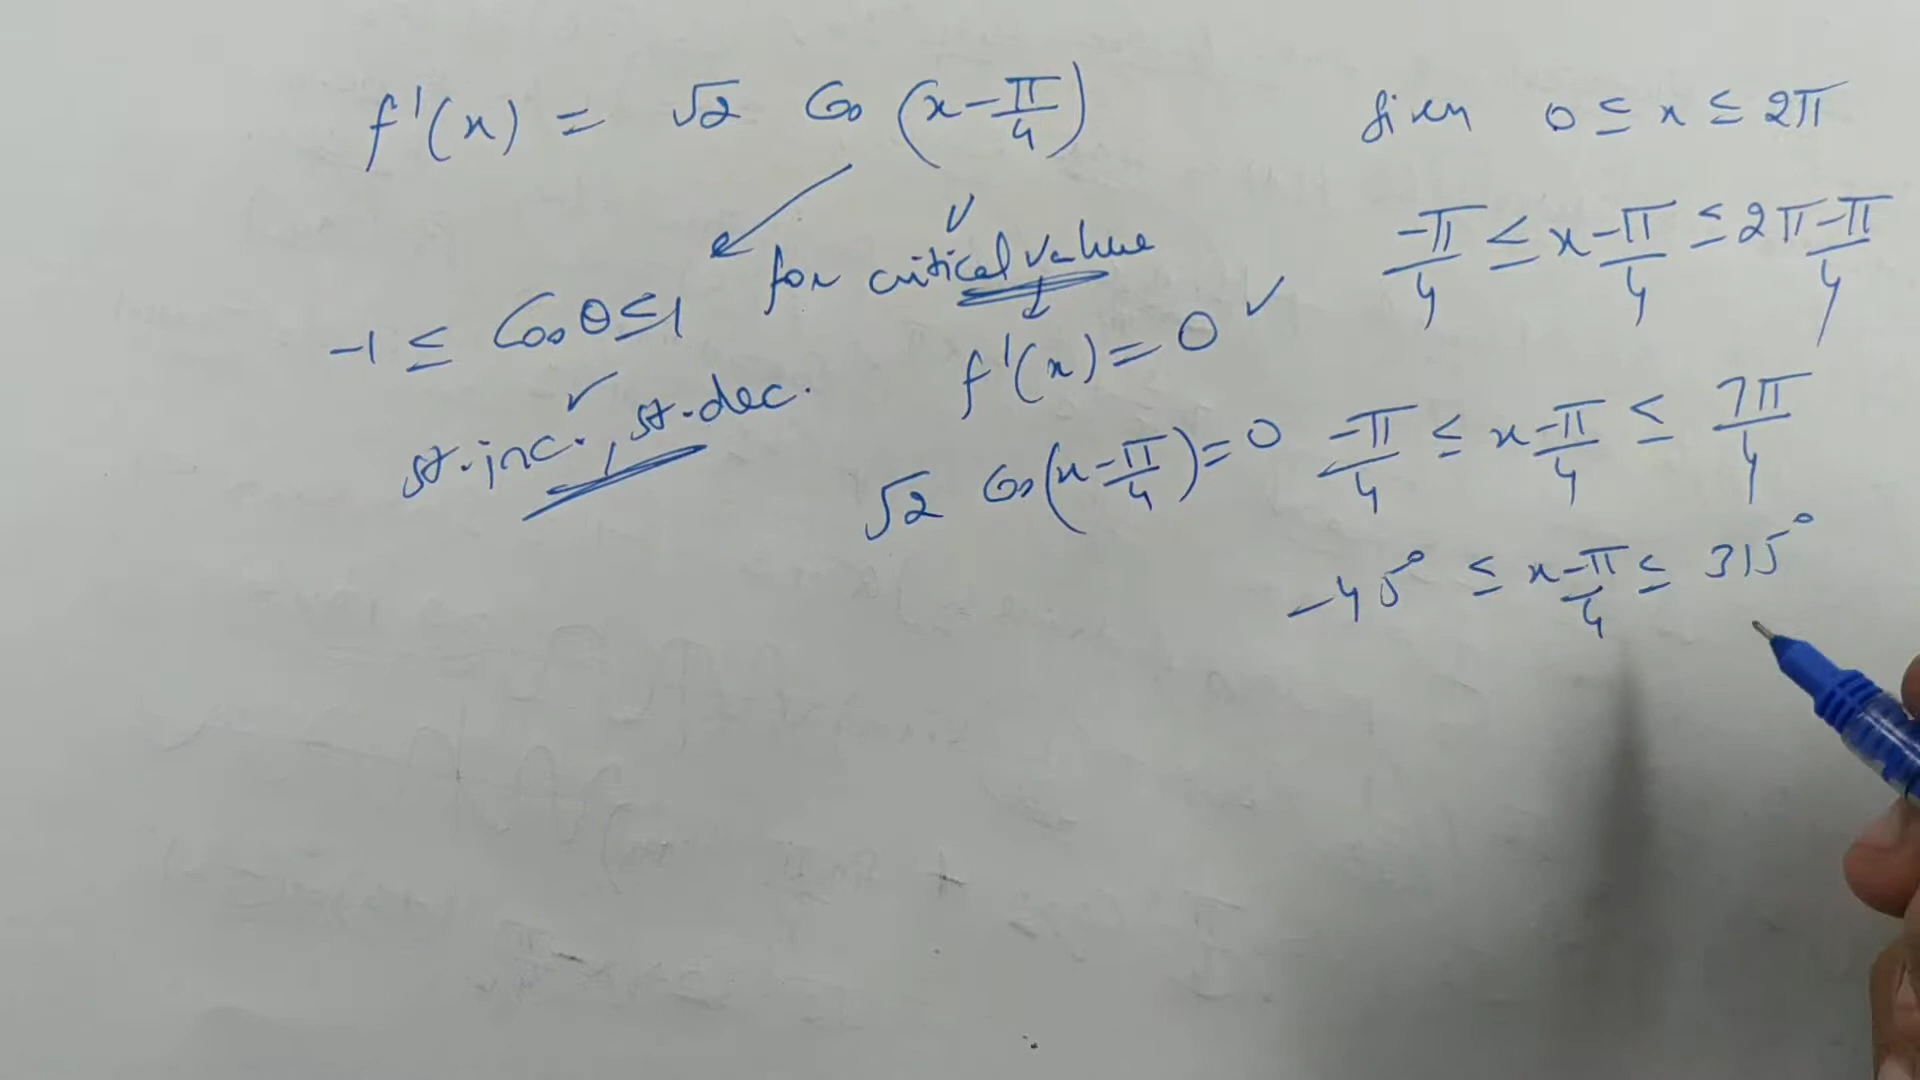 f'(x) = √2 Cos (x - π/4)
for critical value
-1 ≤ Cos θ ≤ 1
f'(x) = 0 ✓
st. inc., st. dec.
√2 Cos (x - π/4) = 0
Given 0 ≤ x ≤ 2π
-π/4 ≤ x - π/4 ≤ 2π - π/4
-π/4 ≤ x - π/4 ≤ 7π/4
-45° ≤ x - π/4 ≤ 315°